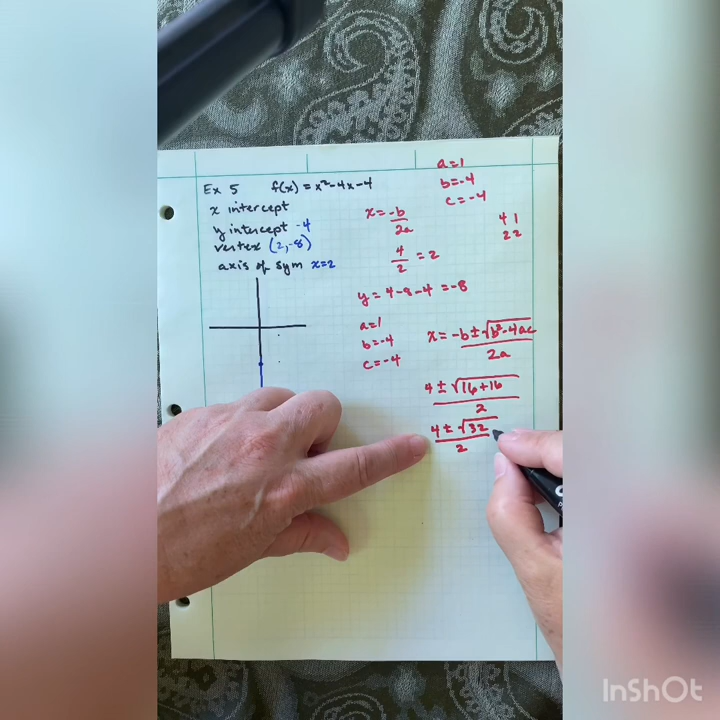 Ex 5 f(x) = x²-4x-4
x intercept
y intercept -4
vertex (2,-8)
axis of sym x=2
a=1
b=-4
c=-4
x = -b/2a
4/2 = 2
4 1
2 2
y = 4-8-4 = -8
a=1
b=-4
c=-4
x = -b±√b²-4ac/2a
4 ± √16+16/2
4 ± √32/2
InShOt